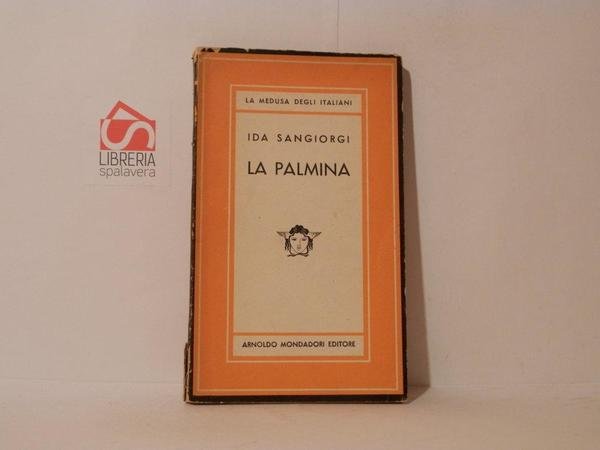 LIBRERIA
spalavera
LA MEDUSA DEGLI ITALIANI
IDA SANGIORGI
LA PALMINA
ARNOLDO MONDADORI EDITORE